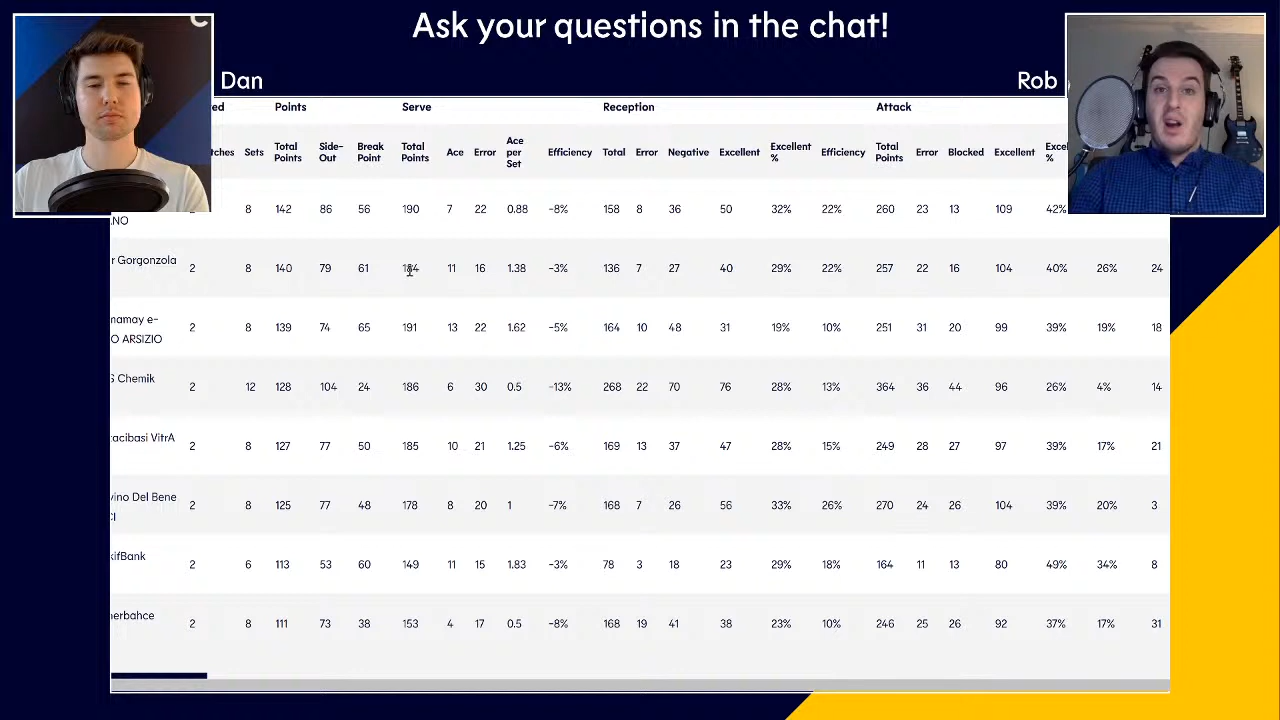 Ask your questions in the chat!
Dan
Rob
Points Serve Reception Attack
Sets Total Points Side-Out Break Point Total Points Ace Error Ace per Set Efficiency Total Error Negative Excellent Excellent % Efficiency Total Points Error Blocked Excellent
8 142 86 56 190 7 22 0.88 -8% 158 8 36 50 32% 22% 260 23 13 109 42%
r Gorgonzola 2 8 140 79 61 11 16 1.38 -3% 136 7 27 40 29% 22% 257 22 16 104 40% 26% 24
mamay e-
O ARSIZIO 2 8 139 74 65 191 13 22 1.62 -5% 164 10 48 31 19% 10% 251 31 20 99 39% 19% 18
S Chemik 2 12 128 104 24 186 6 30 0.5 -13% 268 22 70 76 28% 13% 364 36 44 96 26% 4% 14
acibasi VitrA 2 8 127 77 50 185 10 21 1.25 -6% 169 13 37 47 28% 15% 249 28 27 97 39% 17% 21
vino Del Bene
CI 2 8 125 77 48 178 8 20 1 -7% 168 7 26 56 33% 26% 270 24 26 104 39% 20% 3
kifBank 2 6 113 53 60 149 11 15 1.83 -3% 78 3 18 23 29% 18% 164 11 13 80 49% 34% 8
nerbahce 2 8 111 73 38 153 4 17 0.5 -8% 168 19 41 38 23% 10% 246 25 26 92 37% 17% 31